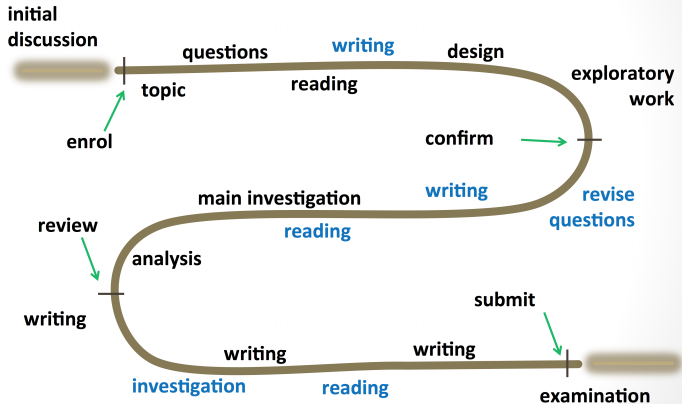 initial
discussion
questions
writing
design
topic
reading
exploratory
work
enrol
confirm
revise
questions
writing
main investigation
reading
review
analysis
writing
writing
writing
submit
investigation
reading
examination